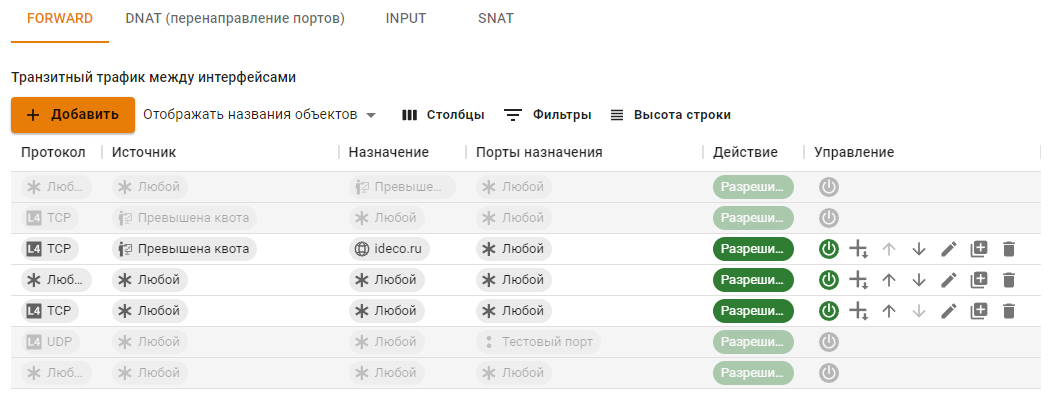 FORWARD DNAT (перенаправление портов) INPUT SNAT
Транзитный трафик между интерфейсами
+ Добавить Отображать названия объектов Столбцы Фильтры Высота строки
Протокол Источник Назначение Порты назначения Действие Управление
Люб... Любой Превыше... Любой Разреши...
L4 TCP Превышена квота Любой Любой Разреши...
L4 TCP Превышена квота ideco.ru Любой Разреши...
Люб... Любой Любой Любой Разреши...
L4 TCP Любой Любой Любой Разреши...
L4 UDP Любой Любой Тестовый порт Разреши...
Люб... Любой Любой Любой Разреши...